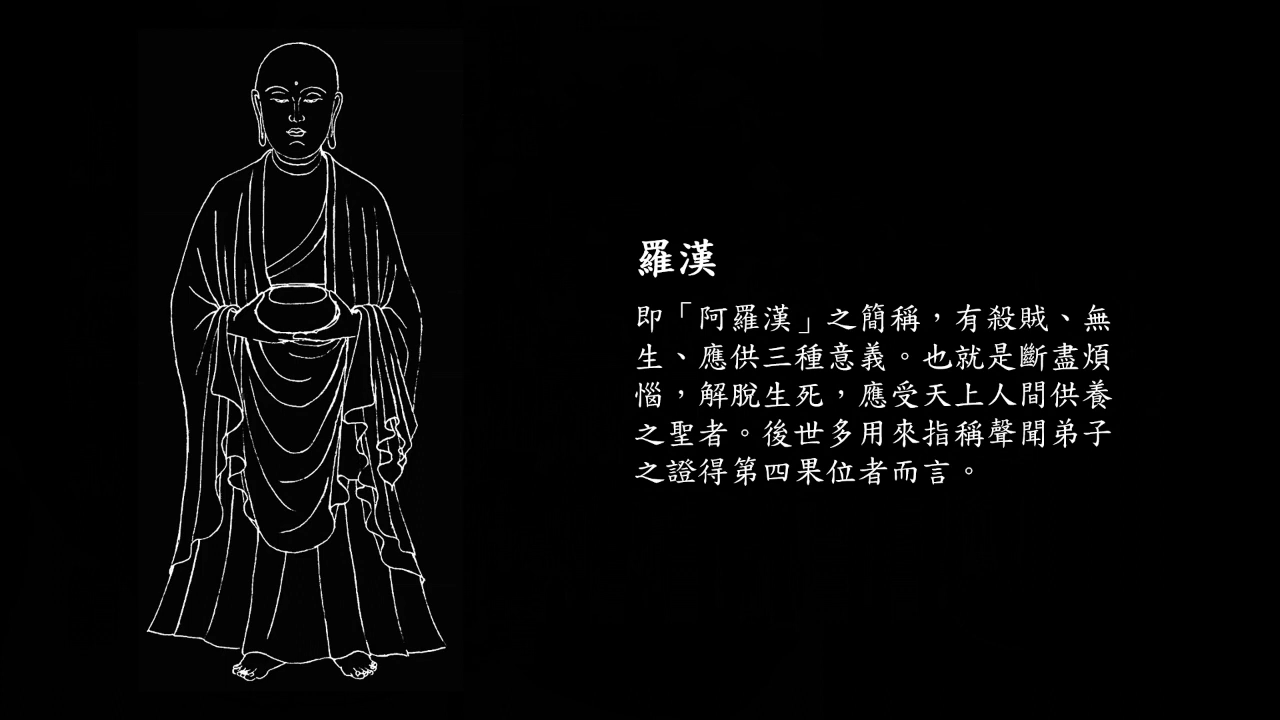 羅漢
即「阿羅漢」之簡稱，有殺賊、無
生、應供三種意義。也就是斷盡煩
惱，解脫生死，應受天上人間供養
之聖者。後世多用來指稱聲聞弟子
之證得第四果位者而言。